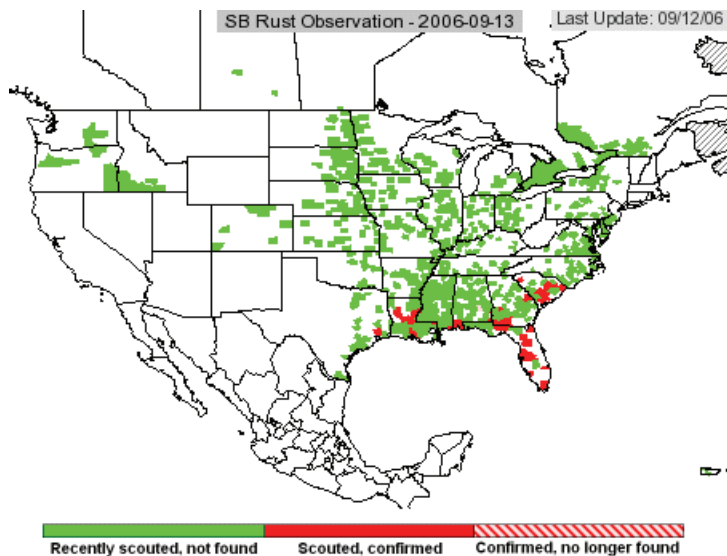 SB Rust Observation - 2006-09-13
Last Update: 09/12/06
Recently scouted, not found
Scouted, confirmed
Confirmed, no longer found